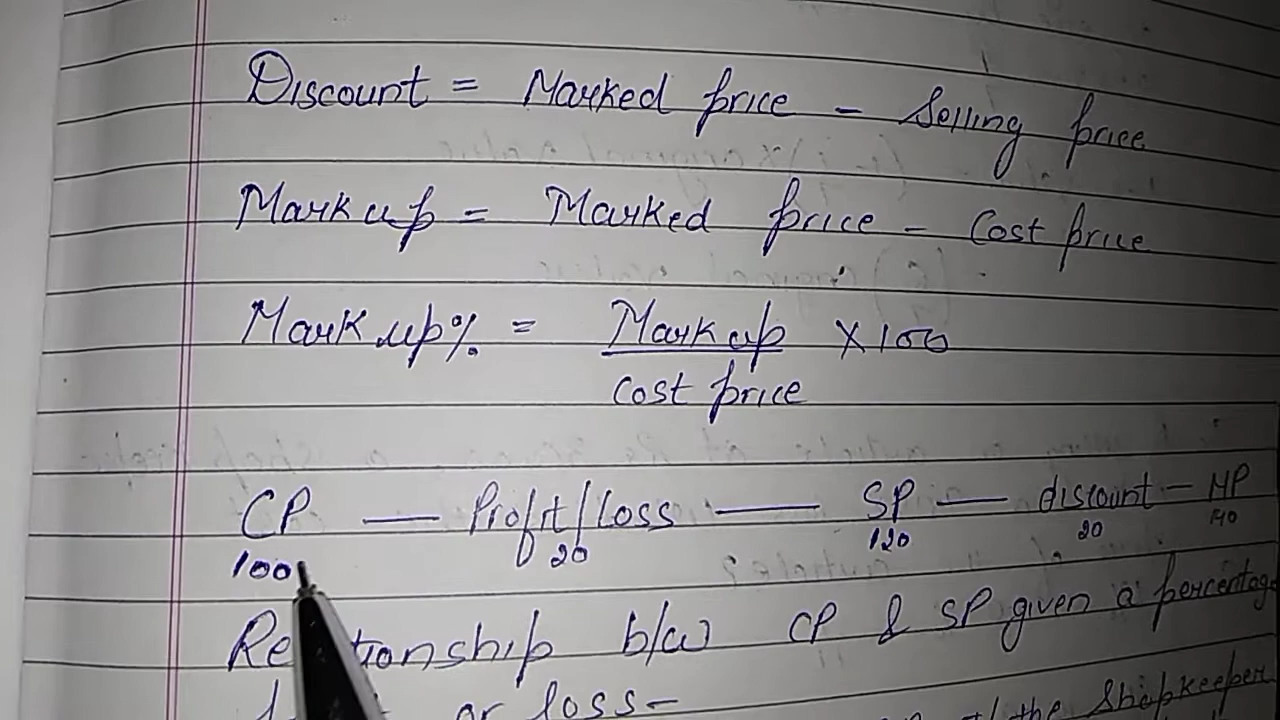 Discount = Marked price - Selling price
Markup = Marked price - Cost price
Markup% = Markup X100
Cost price
CP — Profit/loss — SP — discount - MP
100 20 120 20 140
Relationship b/w CP & SP given a percentage
or loss-
the Shopkeeper